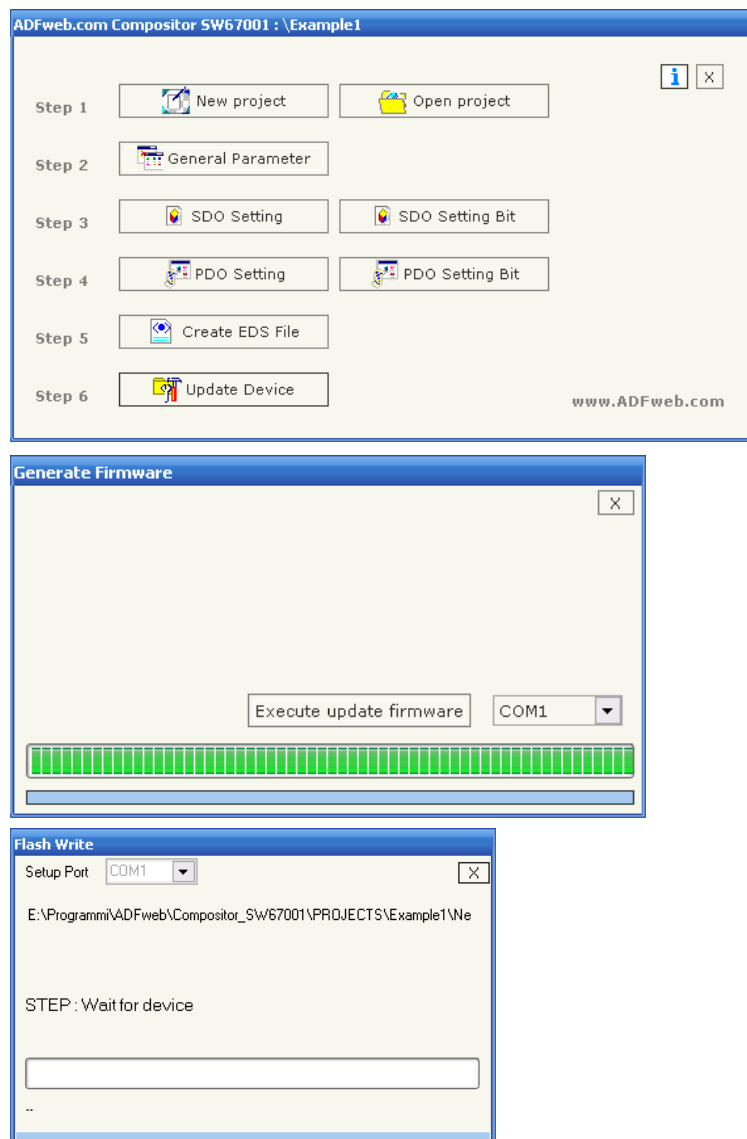 ADFweb.com Compositor SW67001 : \Example1
i X
Step 1 New project Open project
Step 2 General Parameter
Step 3 SDO Setting SDO Setting Bit
Step 4 PDO Setting PDO Setting Bit
Step 5 Create EDS File
Step 6 Update Device
www.ADFweb.com
Generate Firmware
X
Execute update firmware COM1
Flash Write
Setup Port COM1 X
E:\Programmi\ADFweb\Compositor_SW67001\PROJECTS\Example1\Ne
STEP : Wait for device
..